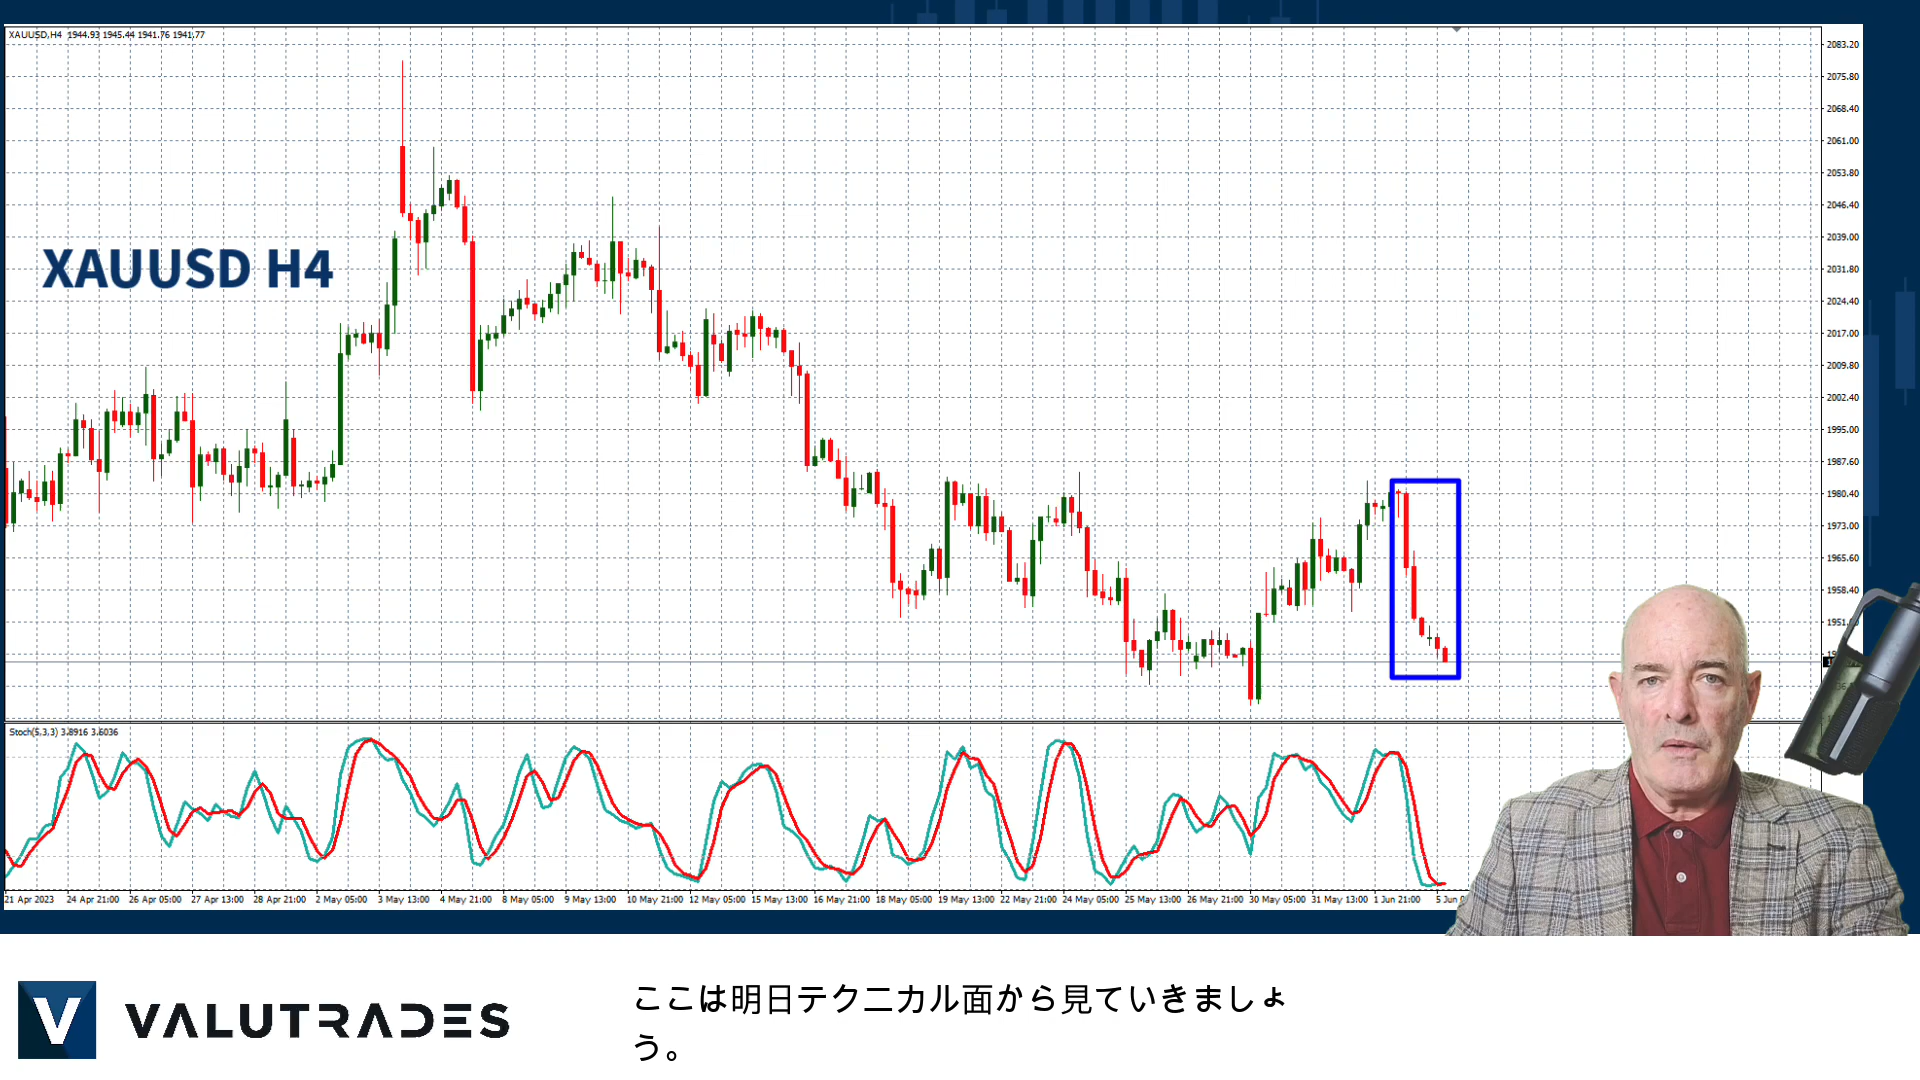 XAUUSD,H4 1944.93 1945.44 1941.76 1941.77
2083.20
2075.80
2068.40
2061.00
2053.80
2046.40
2039.00
2031.80
2024.40
2017.00
2009.80
2002.40
1995.00
1987.60
1980.40
1973.00
1965.60
1958.40
XAUUSD H4
Stoch(5,3,3) 3.8916 3.6036
21 Apr 2023 24 Apr 21:00 26 Apr 05:00 27 Apr 13:00 28 Apr 21:00 2 May 05:00 3 May 13:00 4 May 21:00 8 May 05:00 9 May 13:00 10 May 21:00 12 May 05:00 15 May 13:00 16 May 21:00 18 May 05:00 19 May 13:00 22 May 21:00 24 May 05:00 25 May 13:00 26 May 21:00 30 May 05:00 31 May 13:00 1 Jun 21:00 5 Jun
V VALUTRADES
ここは明日テクニカル面から見ていきましょ
う。